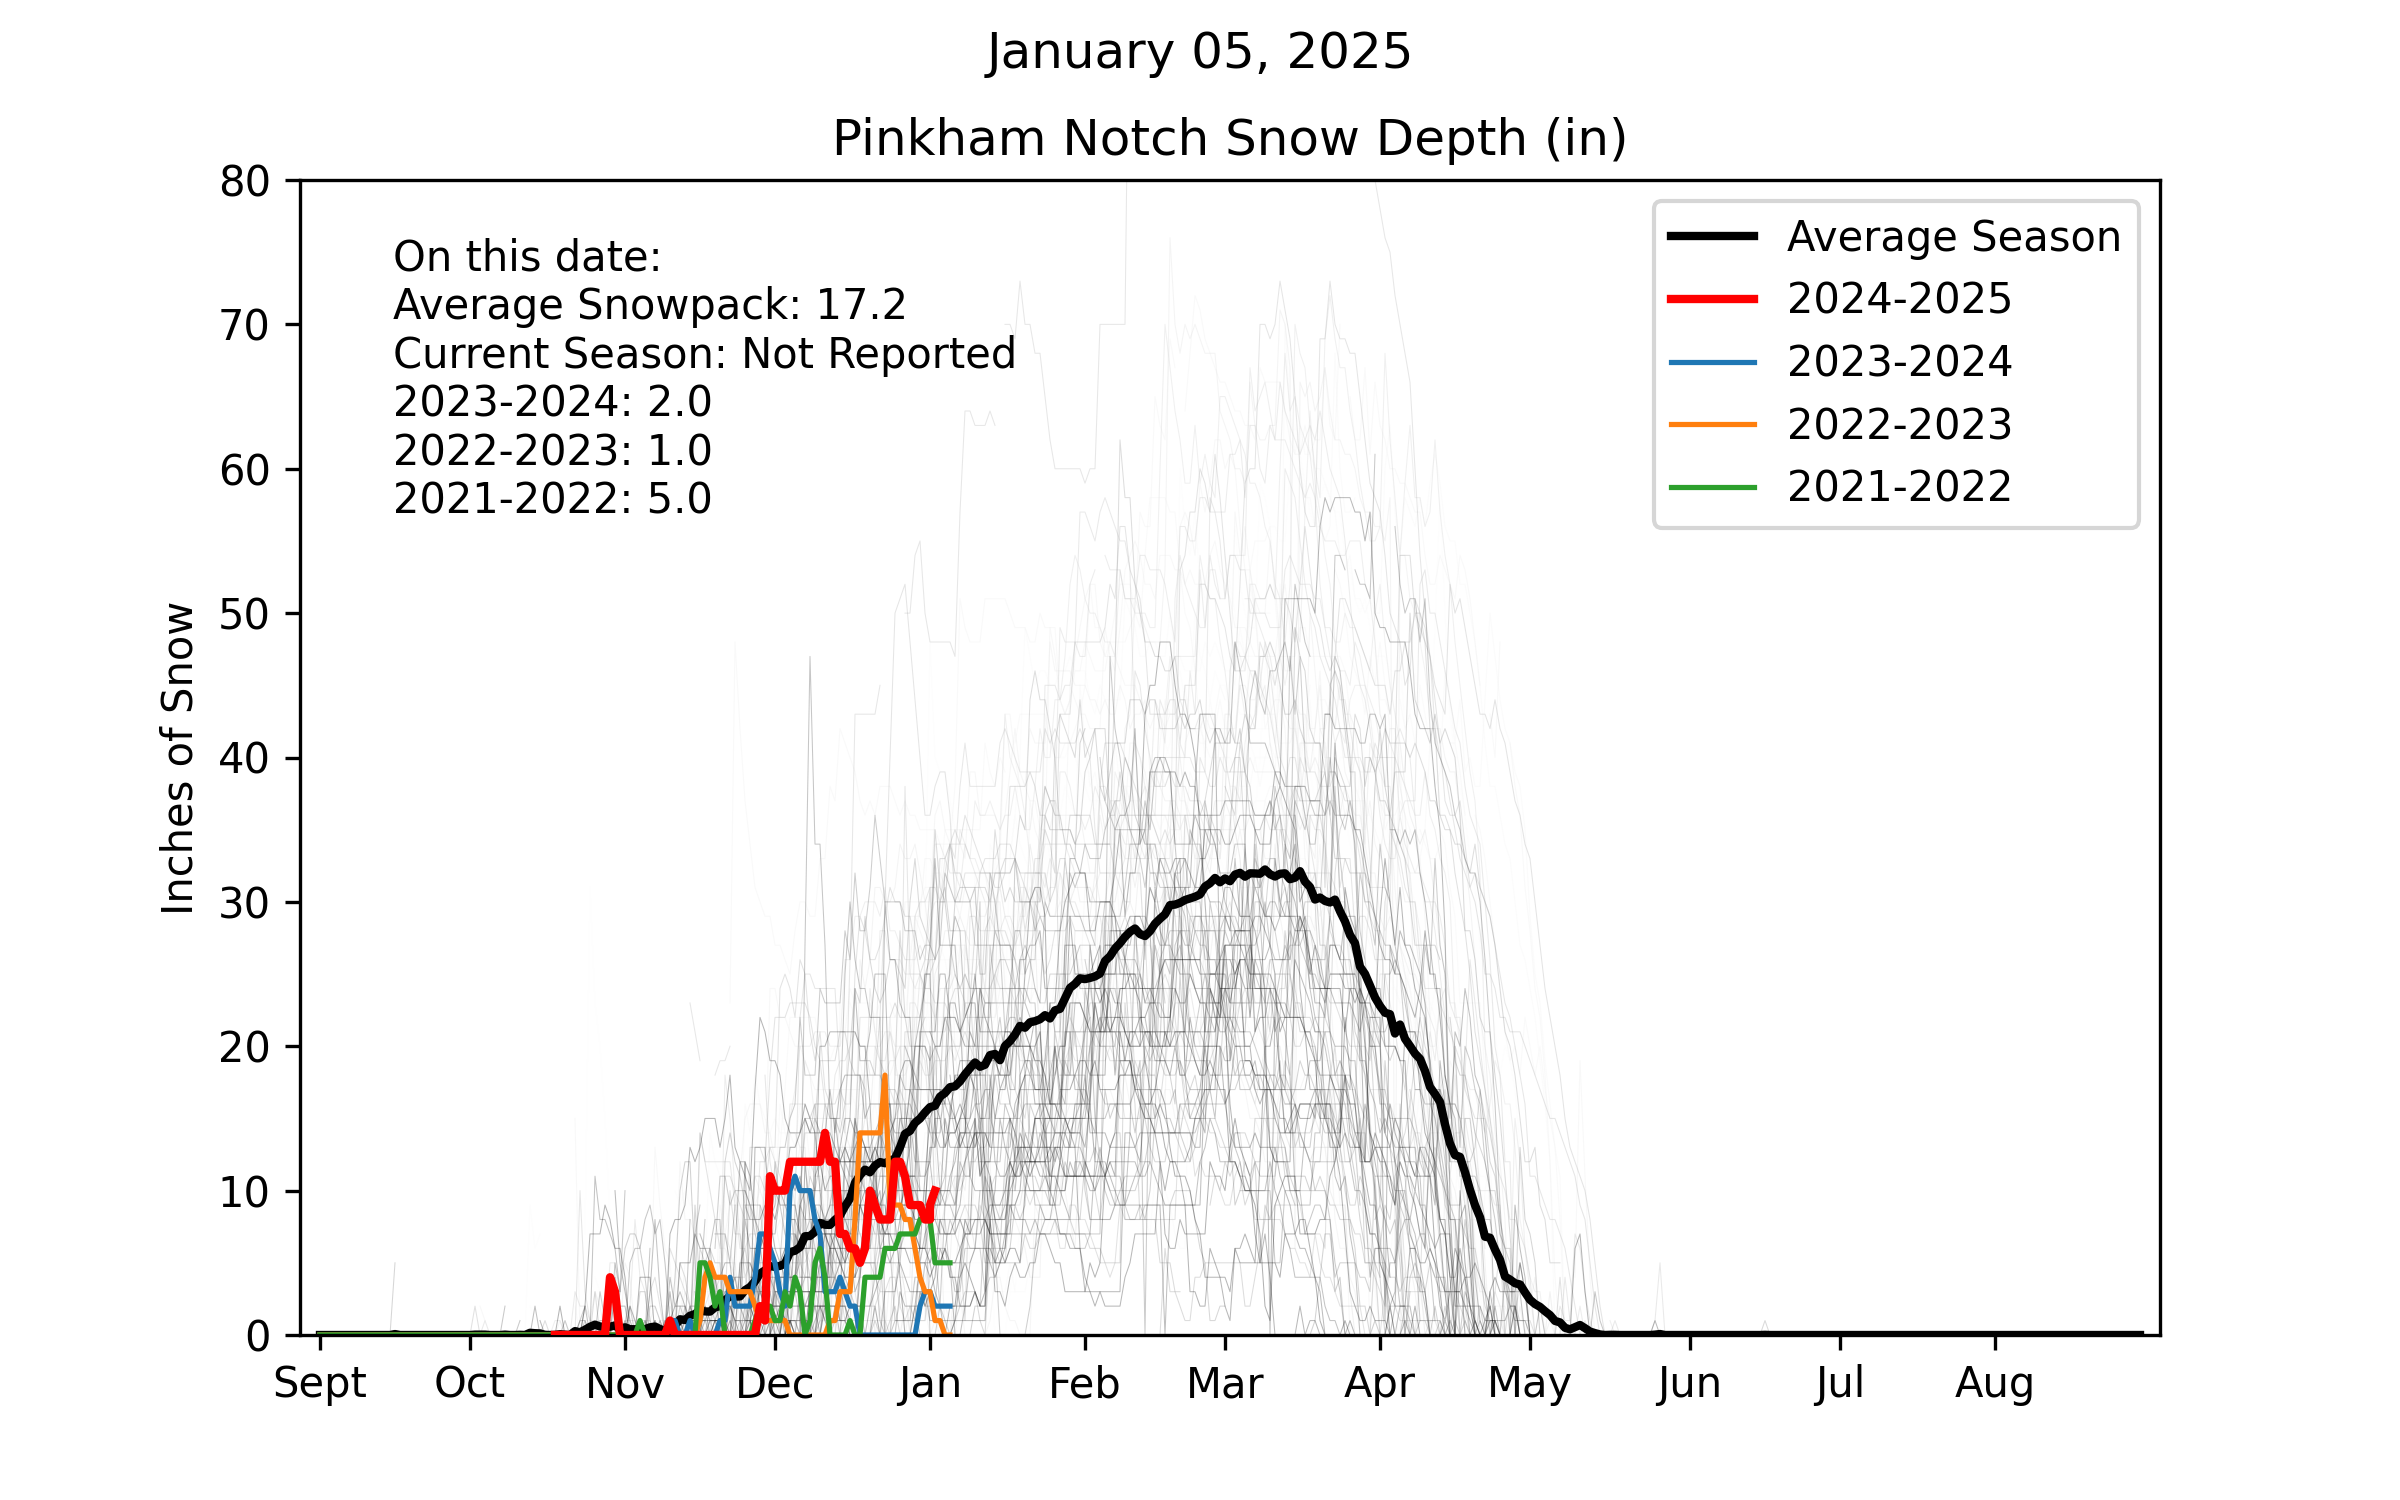 January 05, 2025
Pinkham Notch Snow Depth (in)
80
70
60
50
40
30
20
10
0
Inches of Snow
On this date:
Average Snowpack: 17.2
Current Season: Not Reported
2023-2024: 2.0
2022-2023: 1.0
2021-2022: 5.0
Average Season
2024-2025
2023-2024
2022-2023
2021-2022
Sept Oct Nov Dec Jan Feb Mar Apr May Jun Jul Aug